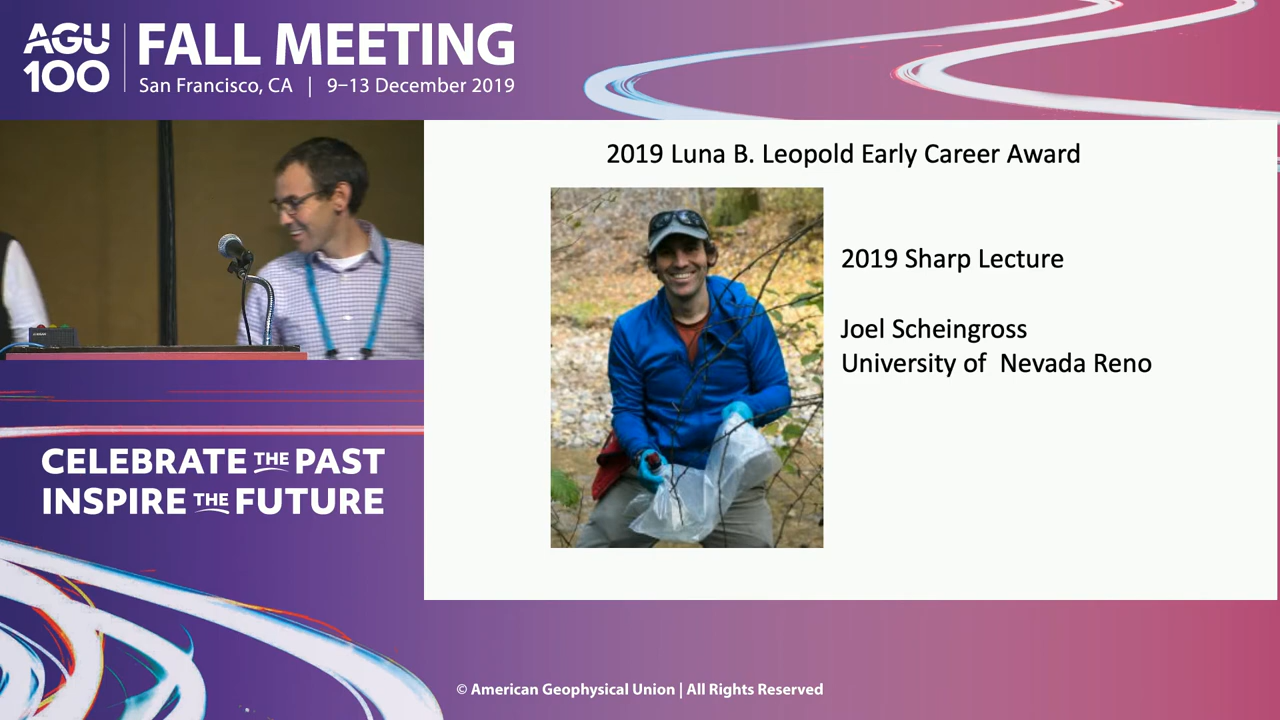 AGU
100
FALL MEETING
San Francisco, CA | 9–13 December 2019
2019 Luna B. Leopold Early Career Award
2019 Sharp Lecture
Joel Scheingross
University of Nevada Reno
CELEBRATE THE PAST
INSPIRE THE FUTURE
© American Geophysical Union | All Rights Reserved